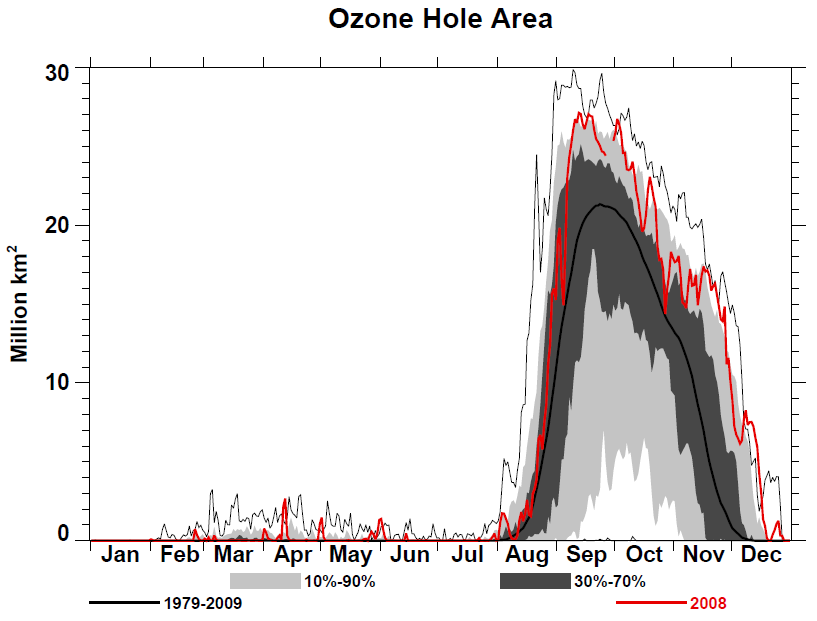 Ozone Hole Area
Million km²
30
20
10
0
Jan Feb Mar Apr May Jun Jul Aug Sep Oct Nov Dec
10%-90% 30%-70%
1979-2009 2008